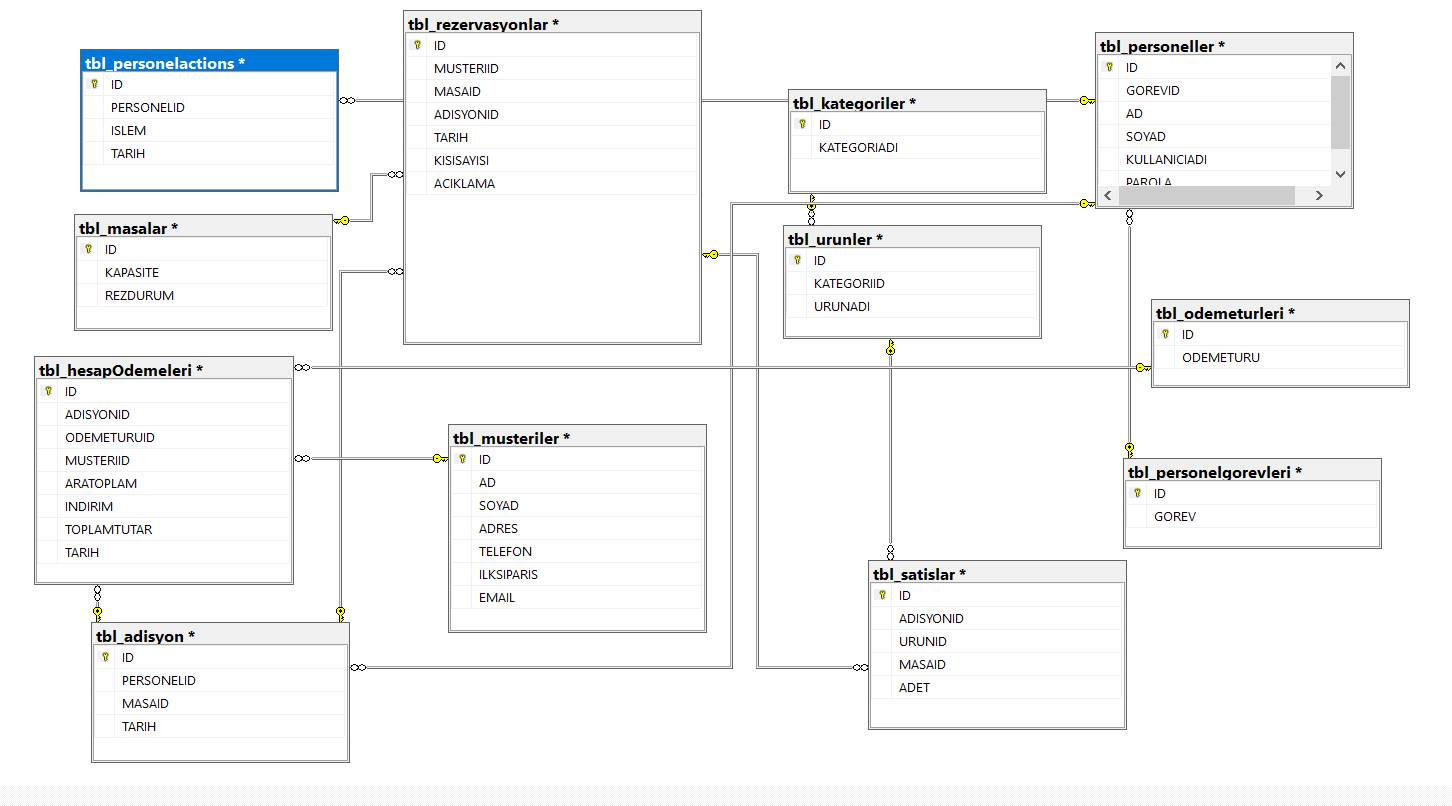 tbl_personelactions *
ID
PERSONELID
ISLEM
TARIH
tbl_rezervasyonlar *
ID
MUSTERIID
MASAID
ADISYONID
TARIH
KISISAYISI
ACIKLAMA
tbl_kategoriler *
ID
KATEGORIADI
tbl_personeller *
ID
GOREVID
AD
SOYAD
KULLANICIADI
PAROLA
tbl_masalar *
ID
KAPASITE
REZDURUM
tbl_urunler *
ID
KATEGORIID
URUNADI
tbl_odemeturleri *
ID
ODEMETURU
tbl_hesapOdemeleri *
ID
ADISYONID
ODEMETURUID
MUSTERIID
ARATOPLAM
INDIRIM
TOPLAMTUTAR
TARIH
tbl_musteriler *
ID
AD
SOYAD
ADRES
TELEFON
ILKSIPARIS
EMAIL
tbl_personelgorevleri *
ID
GOREV
tbl_satislar *
ID
ADISYONID
URUNID
MASAID
ADET
tbl_adisyon *
ID
PERSONELID
MASAID
TARIH